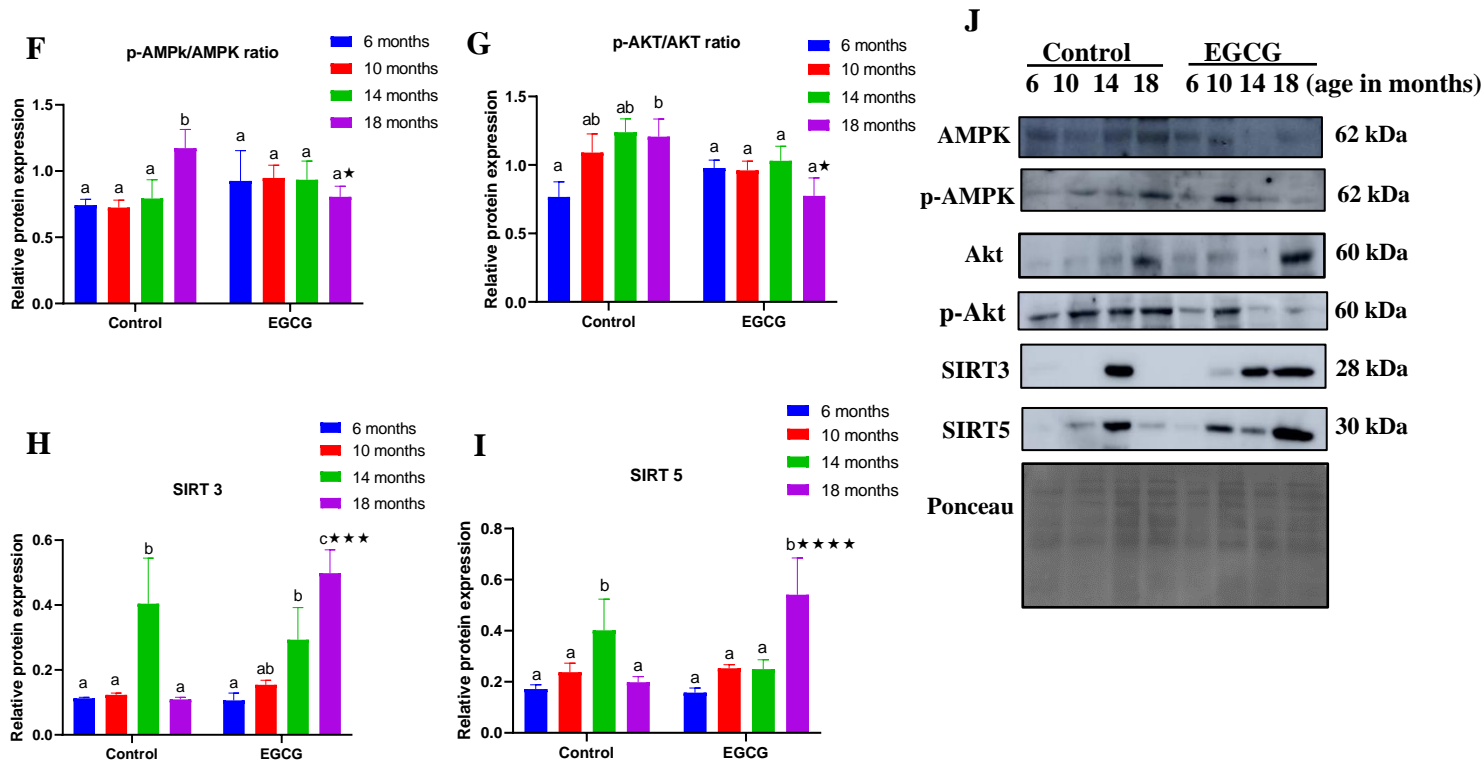 F
p-AMPk/AMPK ratio
6 months
10 months
14 months
18 months
Relative protein expression
1.5
1.0
0.5
0.0
a
a
a
b
a
a
a
a★
Control
EGCG
G
p-AKT/AKT ratio
6 months
10 months
14 months
18 months
Relative protein expression
1.5
1.0
0.5
0.0
a
ab
ab
b
a
a
a
a★
Control
EGCG
H
SIRT 3
6 months
10 months
14 months
18 months
Relative protein expression
0.6
0.4
0.2
0.0
a
a
b
a
a
ab
b
c★★★
Control
EGCG
I
SIRT 5
6 months
10 months
14 months
18 months
Relative protein expression
0.8
0.6
0.4
0.2
0.0
a
a
b
a
a
a
a
b★★★★
Control
EGCG
J
Control EGCG
6 10 14 18 6 10 14 18 (age in months)
AMPK 62 kDa
p-AMPK 62 kDa
Akt 60 kDa
p-Akt 60 kDa
SIRT3 28 kDa
SIRT5 30 kDa
Ponceau